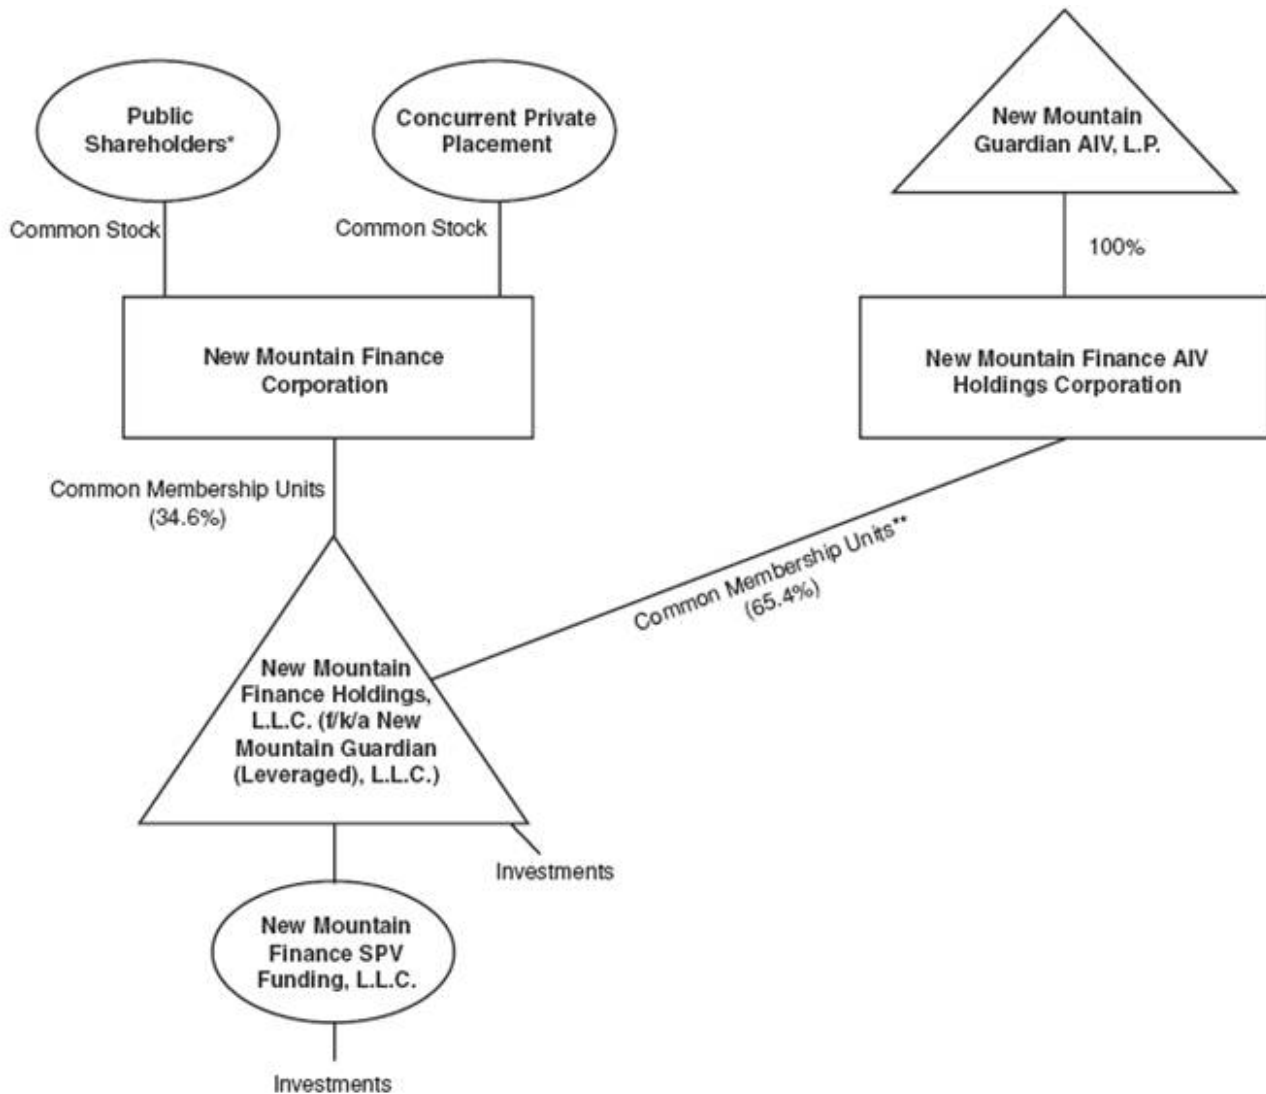 Public
Shareholders*
Concurrent Private
Placement
New Mountain
Guardian AIV, L.P.
Common Stock
Common Stock
100%
New Mountain Finance
Corporation
New Mountain Finance AIV
Holdings Corporation
Common Membership Units
(34.6%)
Common Membership Units**
(65.4%)
New Mountain
Finance Holdings,
L.L.C. (f/k/a New
Mountain Guardian
(Leveraged), L.L.C.)
Investments
New Mountain
Finance SPV
Funding, L.L.C.
Investments